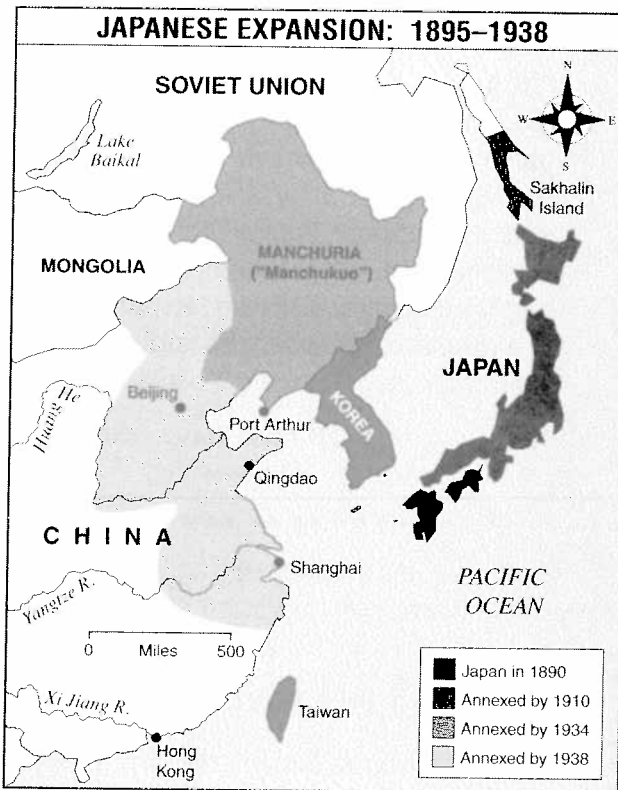 JAPANESE EXPANSION: 1895–1938
SOVIET UNION
N
W
E
S
Lake
Baikal
Sakhalin
Island
MANCHURIA
("Manchukuo")
MONGOLIA
JAPAN
He
Huang
Beijing
Port Arthur
KOREA
Qingdao
CHINA
Shanghai
Yangtze R.
PACIFIC
OCEAN
0 Miles 500
Xi Jiang R.
Taiwan
Hong
Kong
Japan in 1890
Annexed by 1910
Annexed by 1934
Annexed by 1938